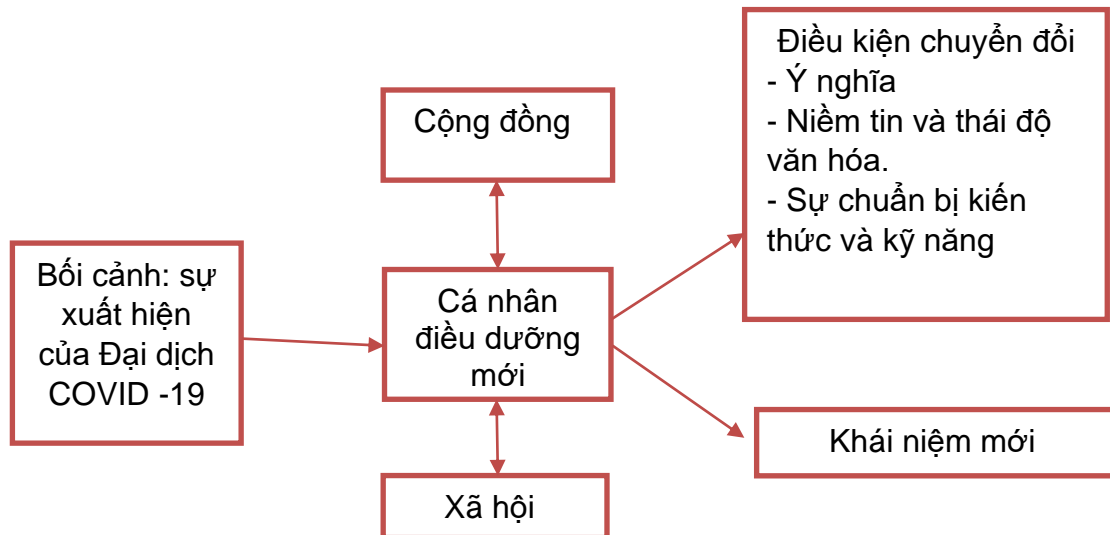 Điều kiện chuyển đổi
- Ý nghĩa
- Niềm tin và thái độ
văn hóa.
- Sự chuẩn bị kiến
thức và kỹ năng
Cộng đồng
Bối cảnh: sự
xuất hiện
của Đại dịch
COVID -19
Cá nhân
điều dưỡng
mới
Khái niệm mới
Xã hội